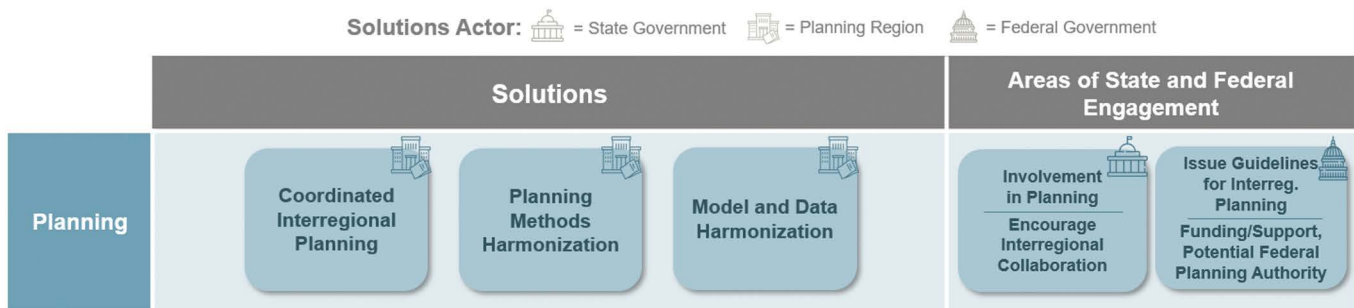 Solutions Actor: = State Government = Planning Region = Federal Government
Solutions
Areas of State and Federal
Engagement
Planning
Coordinated
Interregional
Planning
Planning
Methods
Harmonization
Model and Data
Harmonization
Involvement
in Planning
Encourage
Interregional
Collaboration
Issue Guidelines
for Interreg.
Planning
Funding/Support,
Potential Federal
Planning Authority